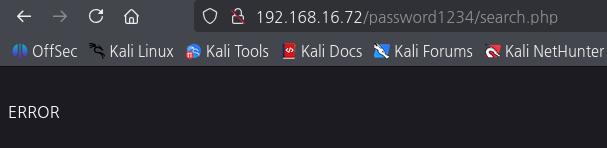 192.168.16.72/password1234/search.php
OffSec Kali Linux Kali Tools Kali Docs Kali Forums Kali NetHunter
ERROR